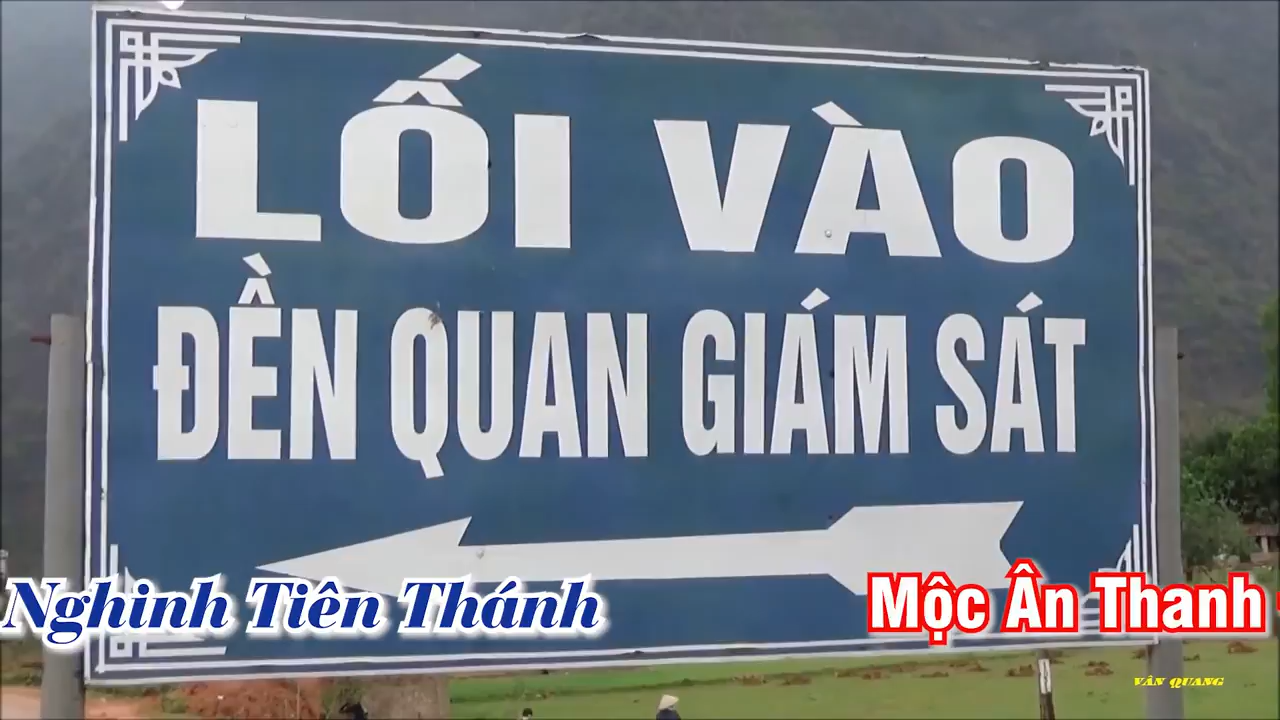 LỐI VÀO
ĐỀN QUAN GIÁM SÁT
Nghinh Tiên Thánh
Mộc Ân Thanh
VÂN QUANG